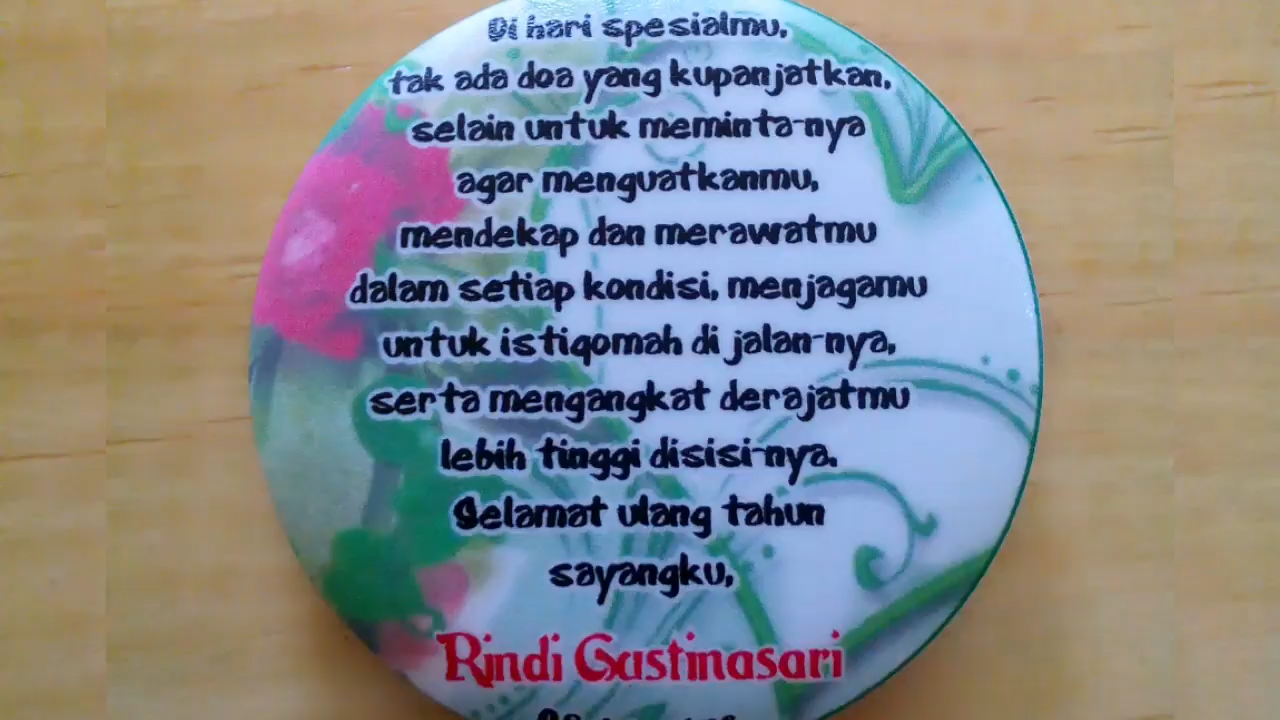 Di hari spesialmu,
tak ada doa yang kupanjatkan,
selain untuk meminta-nya
agar menguatkanmu,
mendekap dan merawatmu
dalam setiap kondisi, menjagamu
untuk istiqomah di jalan-nya,
serta mengangkat derajatmu
lebih tinggi disisi-nya.
Selamat ulang tahun
sayangku,
Rindi Gustinasari